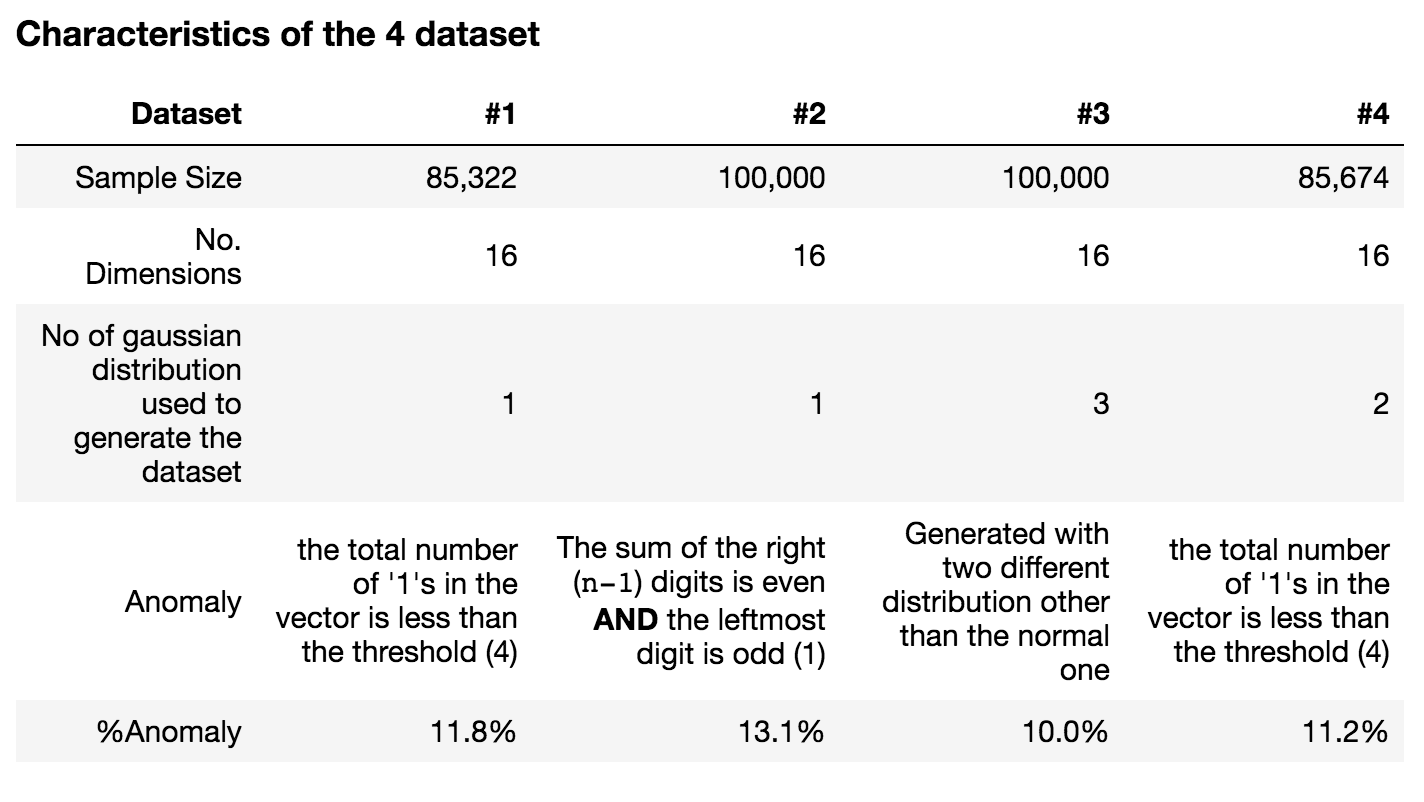 Characteristics of the 4 dataset
Dataset #1 #2 #3 #4
Sample Size 85,322 100,000 100,000 85,674
No.
Dimensions 16 16 16 16
No of gaussian
distribution
used to
generate the
dataset
1 1 3 2
Anomaly
the total number
of '1's in the
vector is less than
the threshold (4)
The sum of the right
(n-1) digits is even
AND the leftmost
digit is odd (1)
Generated with
two different
distribution other
than the normal
one
the total number
of '1's in the
vector is less than
the threshold (4)
%Anomaly 11.8% 13.1% 10.0% 11.2%